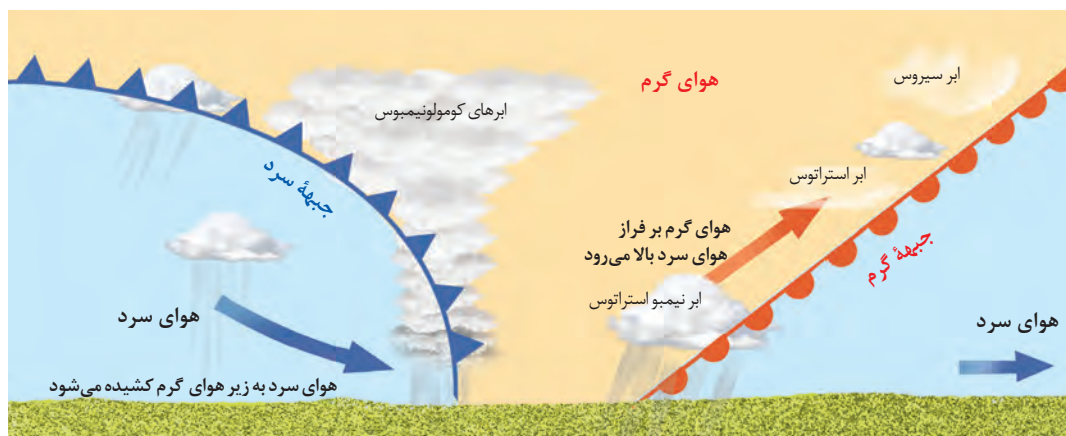 ابر سیروس
هوای گرم
ابرهای کومولونیمبوس
ابر استراتوس
جبههٔ سرد
هوای گرم بر فراز
هوای سرد بالا می‌رود
جبههٔ گرم
ابر نیمبو استراتوس
هوای سرد
هوای سرد
هوای سرد به زیر هوای گرم کشیده می‌شود